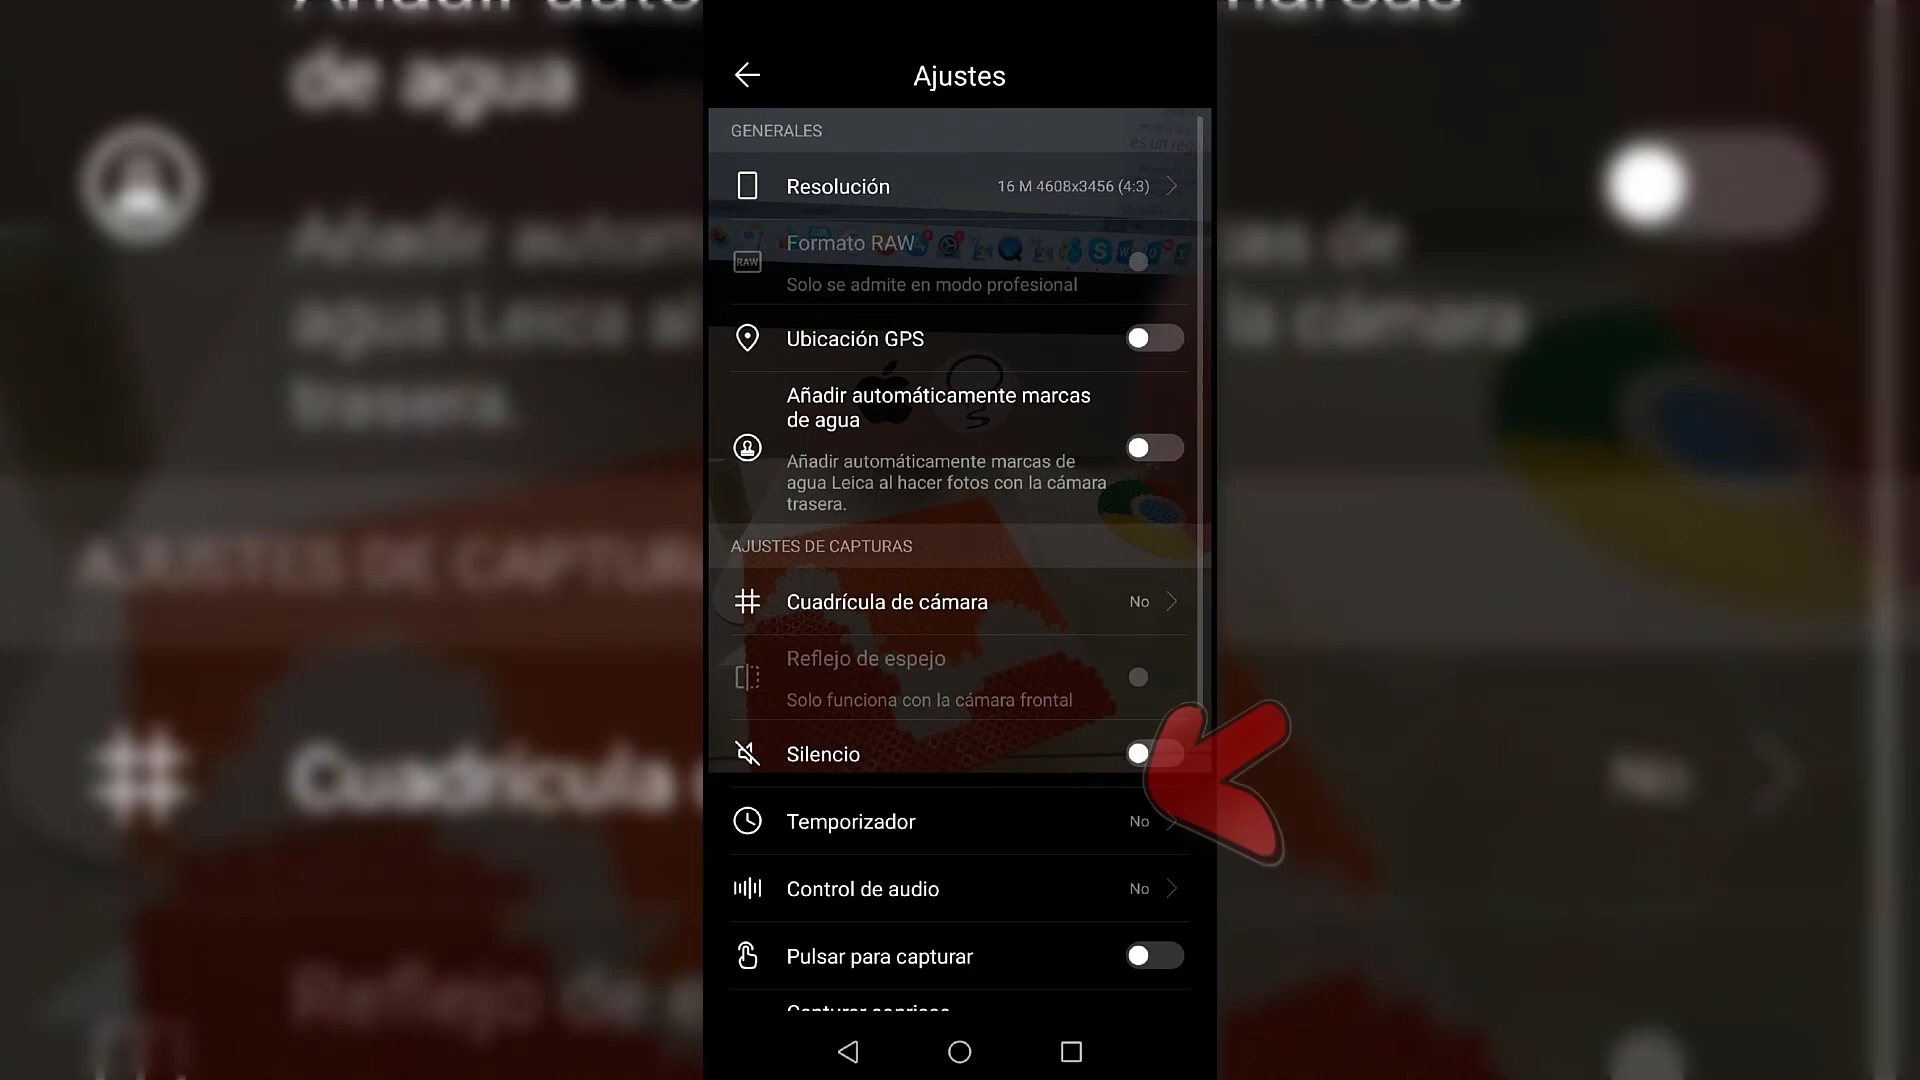 Ajustes
GENERALES
Resolución
16 M 4608x3456 (4:3)
Formato RAW
RAW
Solo se admite en modo profesional
Ubicación GPS
Añadir automáticamente marcas
de agua
Añadir automáticamente marcas de
agua Leica al hacer fotos con la cámara
trasera.
AJUSTES DE CAPTURAS
Cuadrícula de cámara
No
Reflejo de espejo
Solo funciona con la cámara frontal
Silencio
Temporizador
No
Control de audio
No
Pulsar para capturar
Capturar sonrisas